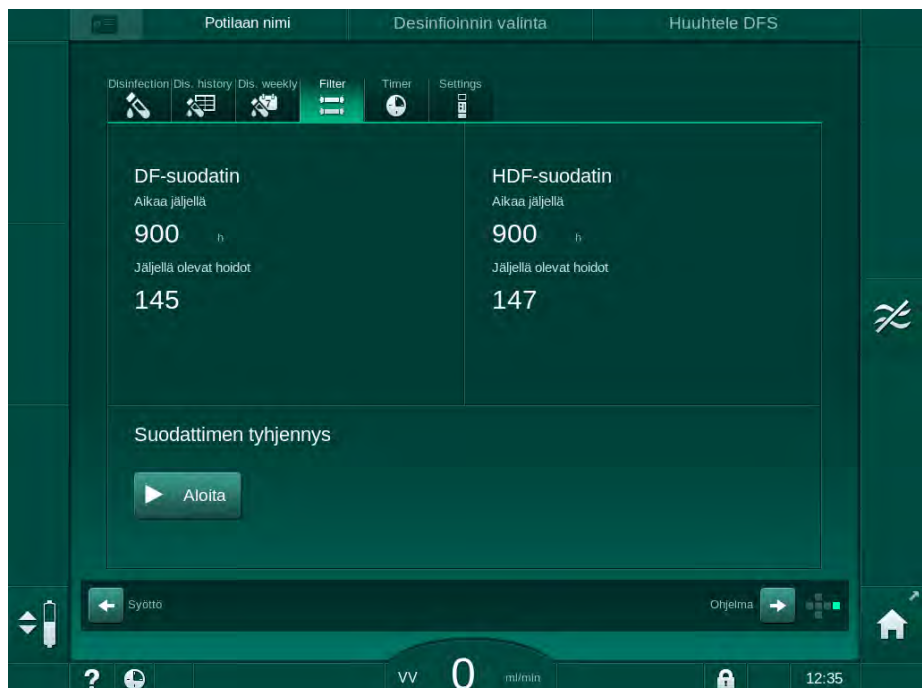 Potilaan nimi Desinfioinnin valinta Huuhtele DFS
Disinfection Dis. history Dis. weekly Filter Timer Settings
7
DF-suodatin HDF-suodatin
Aikaa jäljellä Aikaa jäljellä
900 h 900 h
Jäljellä olevat hoidot Jäljellä olevat hoidot
145 147
Suodattimen tyhjennys
Aloita
Syöttö Ohjelma
? VV 0 ml/min 12:35